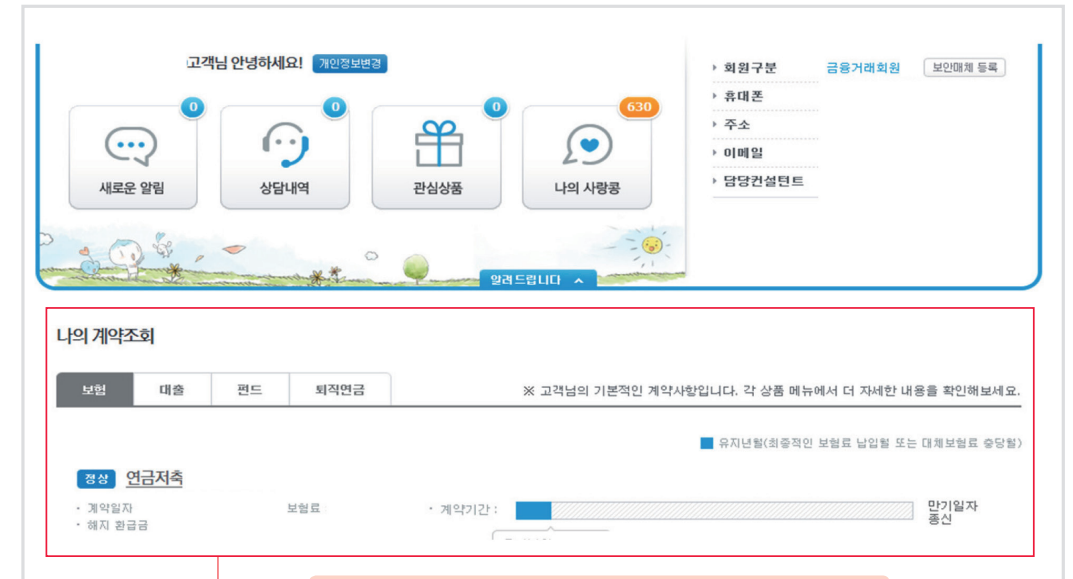 고객님 안녕하세요! 개인정보변경
0 0 0 630
새로운 알림 상담내역 관심상품 나의 사랑콩
회원구분 금융거래회원 보안매체 등록
휴대폰
주소
이메일
담당컨설턴트
알려드립니다
나의 계약조회
보험 대출 펀드 퇴직연금
※ 고객님의 기본적인 계약사항입니다. 각 상품 메뉴에서 더 자세한 내용을 확인해보세요.
유지년월(최종적인 보험료 납입월 또는 대체보험료 충당월)
정상 연금저축
· 계약일자 보험료 · 계약기간 : 만기일자
· 해지 환급금 종신